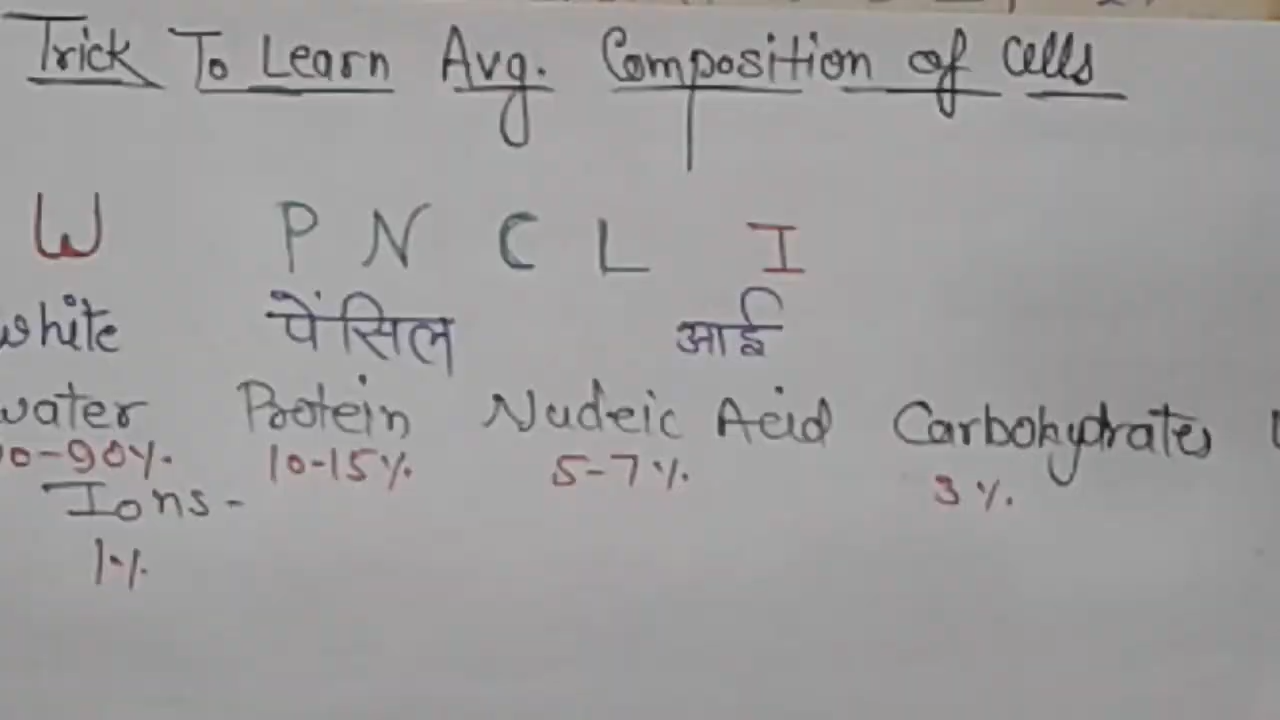 Trick To Learn Avg. Composition of Cells
W P N C L I
white पेंसिल आई
water Protein Nucleic Acid Carbohydrates
0-90% 10-15% 5-7% 3%
Ions -
1%